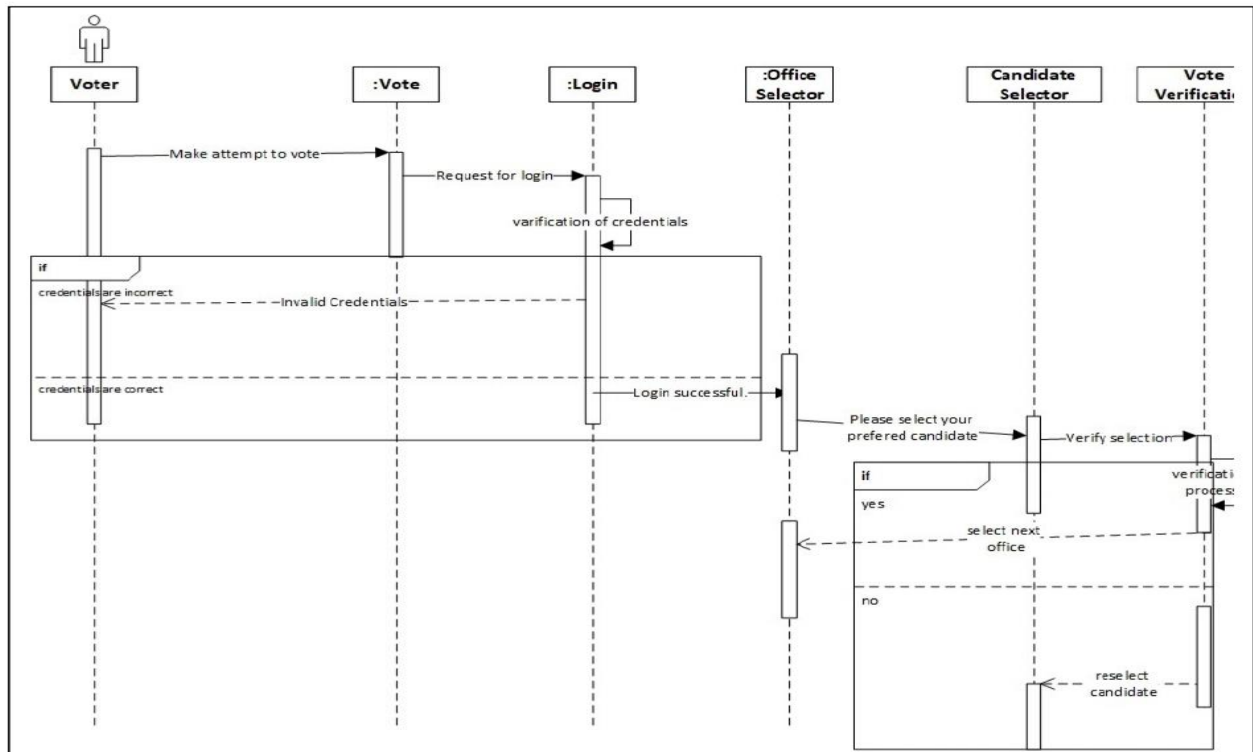 Voter
:Vote
:Login
:Office
Selector
Candidate
Selector
Vote
Make attempt to vote
Request for login
varification of credentials
if
credentials are incorrect
Invalid Credentials
credentials are correct
Login successful.
Please select your
prefered candidate
Verify selection
if
process
yes
select next
office
no
reselect
candidate